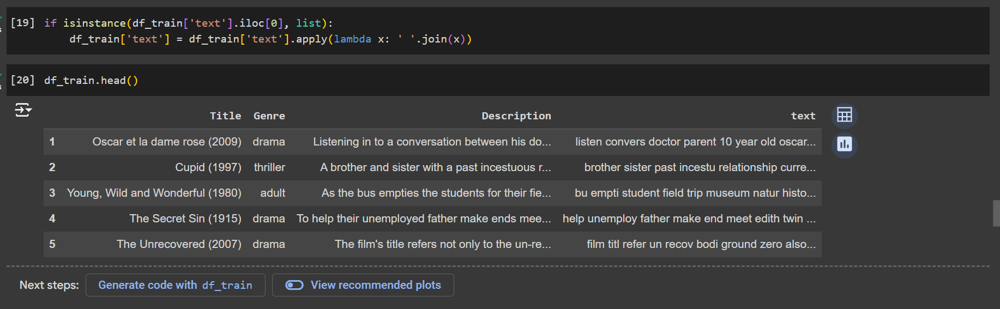 [19] if isinstance(df_train['text'].iloc[0], list):
df_train['text'] = df_train['text'].apply(lambda x: ' '.join(x))
[20] df_train.head()
Title Genre Description text
1 Oscar et la dame rose (2009) drama Listening in to a conversation between his do... listen convers doctor parent 10 year old oscar...
2 Cupid (1997) thriller A brother and sister with a past incestuous r... brother sister past incestu relationship curre...
3 Young, Wild and Wonderful (1980) adult As the bus empties the students for their fie... bu empti student field trip museum natur histo...
4 The Secret Sin (1915) drama To help their unemployed father make ends mee... help unemploy father make end meet edith twin ...
5 The Unrecovered (2007) drama The film's title refers not only to the un-re... film titl refer un recov bodi ground zero also...
Next steps: Generate code with df_train View recommended plots